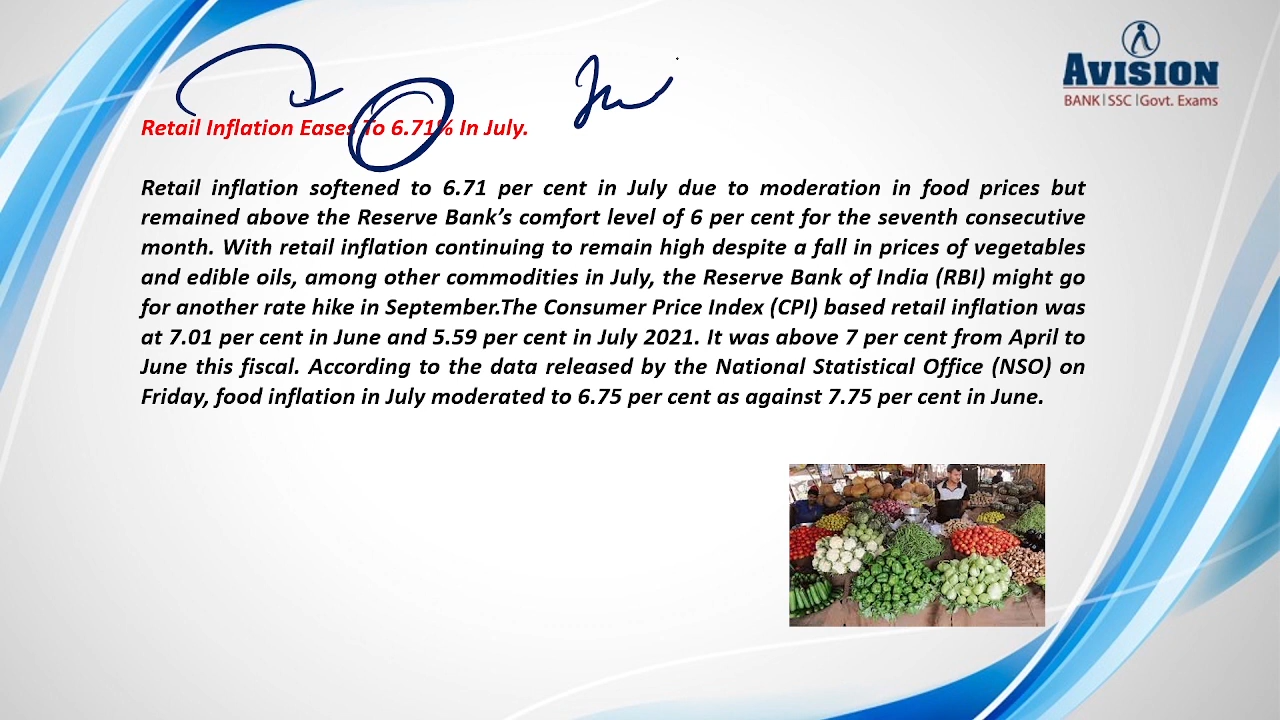 AVISION
BANK|SSC|Govt. Exams
Retail Inflation Eases To 6.71% In July.
Retail inflation softened to 6.71 per cent in July due to moderation in food prices but
remained above the Reserve Bank’s comfort level of 6 per cent for the seventh consecutive
month. With retail inflation continuing to remain high despite a fall in prices of vegetables
and edible oils, among other commodities in July, the Reserve Bank of India (RBI) might go
for another rate hike in September.The Consumer Price Index (CPI) based retail inflation was
at 7.01 per cent in June and 5.59 per cent in July 2021. It was above 7 per cent from April to
June this fiscal. According to the data released by the National Statistical Office (NSO) on
Friday, food inflation in July moderated to 6.75 per cent as against 7.75 per cent in June.